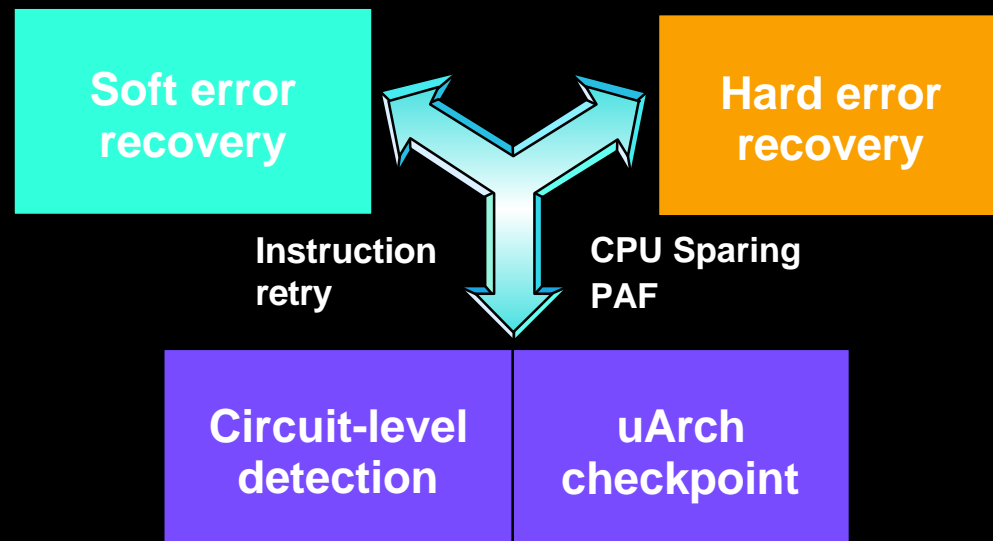 Soft error
recovery
Hard error
recovery
Instruction
retry
CPU Sparing
PAF
Circuit-level
detection
uArch
checkpoint